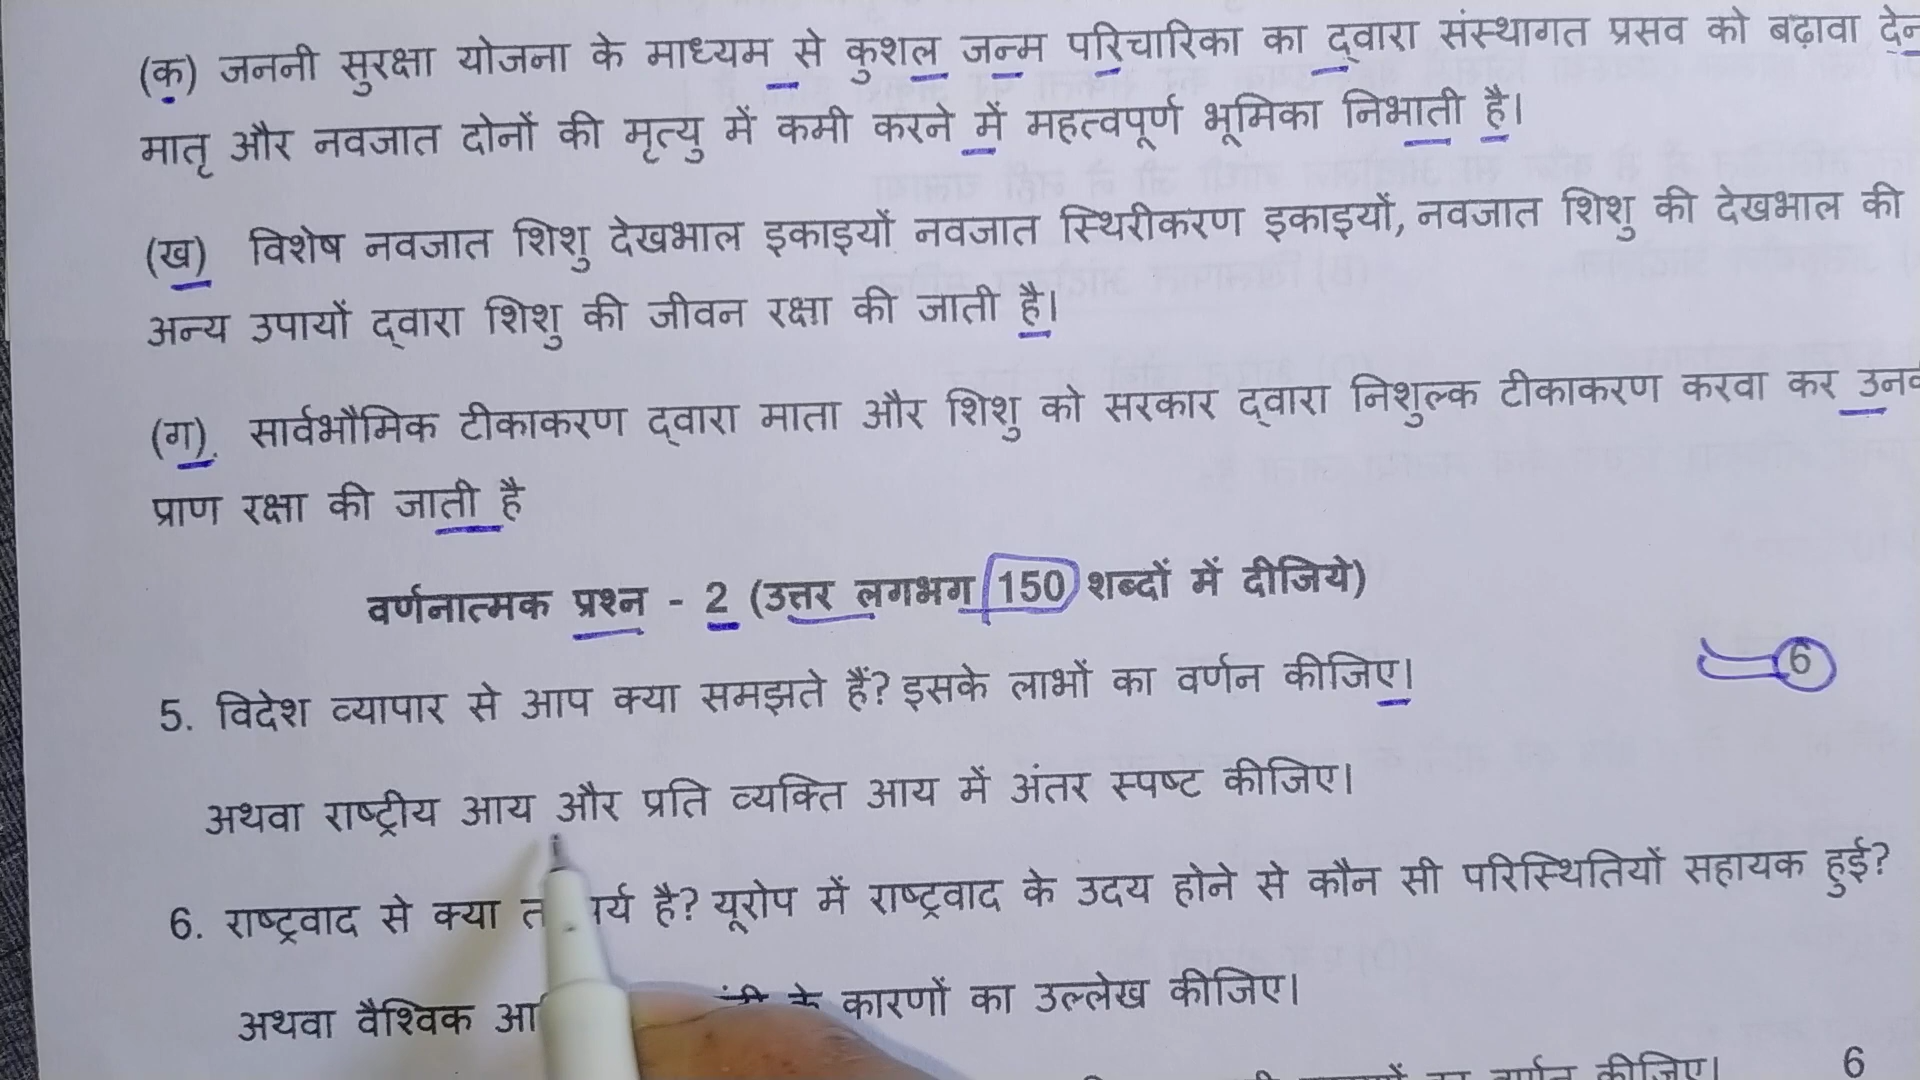 (क) जननी सुरक्षा योजना के माध्यम से कुशल जन्म परिचारिका का द्वारा संस्थागत प्रसव को बढ़ावा
मातृ और नवजात दोनों की मृत्यु में कमी करने में महत्वपूर्ण भूमिका निभाती है।
(ख) विशेष नवजात शिशु देखभाल इकाइयों नवजात स्थिरीकरण इकाइयों, नवजात शिशु की देखभाल की
अन्य उपायों द्वारा शिशु की जीवन रक्षा की जाती है।
(ग). सार्वभौमिक टीकाकरण द्वारा माता और शिशु को सरकार द्वारा निशुल्क टीकाकरण करवा कर
प्राण रक्षा की जाती है
वर्णनात्मक प्रश्न - 2 (उत्तर लगभग 150 शब्दों में दीजिये)
5. विदेश व्यापार से आप क्या समझते हैं? इसके लाभों का वर्णन कीजिए। 6
अथवा राष्ट्रीय आय और प्रति व्यक्ति आय में अंतर स्पष्ट कीजिए।
6. राष्ट्रवाद से क्या है? यूरोप में राष्ट्रवाद के उदय होने से कौन सी परिस्थितियों सहायक हुई?
अथवा वैश्विक के कारणों का उल्लेख कीजिए।
कीजिए। 6